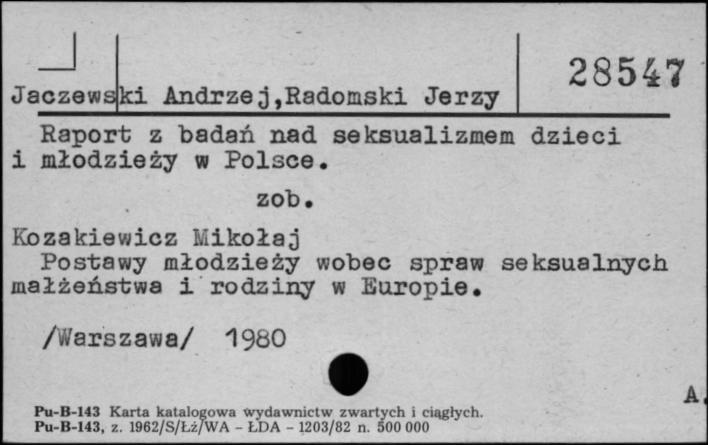 28547
Jaczewski Andrzej,Radomski Jerzy
Raport z badań nad seksualizmem dzieci
i młodzieży w Polsce.
zob.
Kozakiewicz Mikołaj
Postawy młodzieży wobec spraw seksualnych
małżeństwa i rodziny w Europie.
/Warszawa/ 1980
A.
Pu-B-143 Karta katalogowa wydawnictw zwartych i ciągłych.
Pu-B-143, z. 1962/S/Łż/WA - ŁDA - 1203/82 n. 500 000